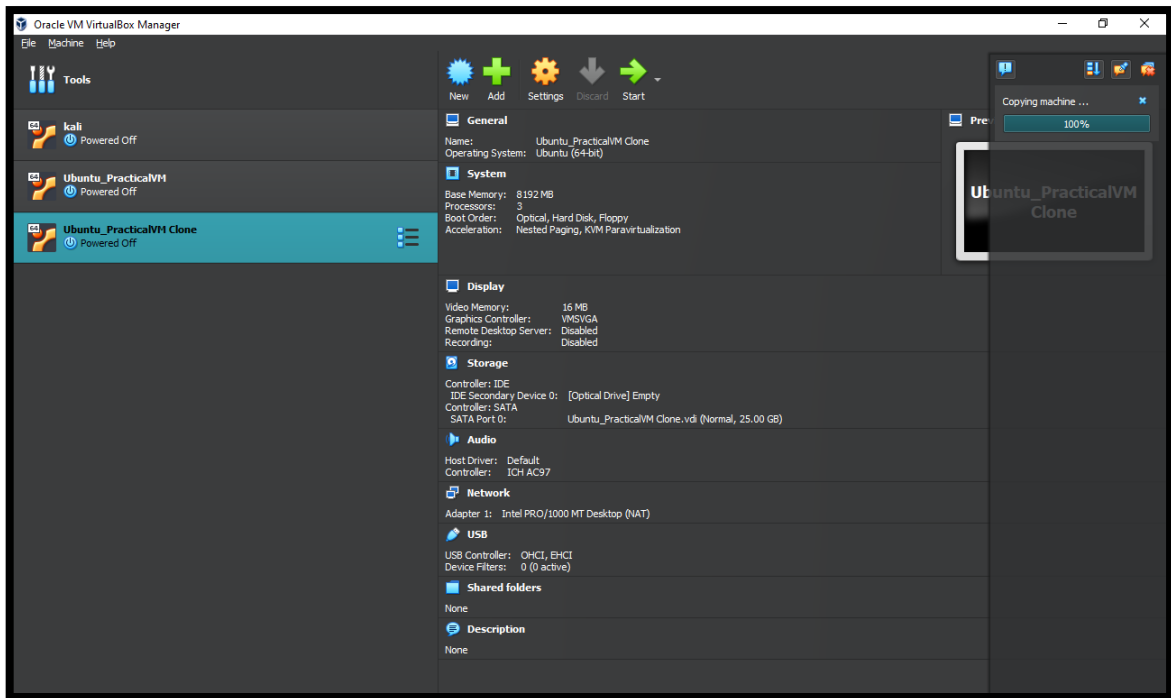 Oracle VM VirtualBox Manager
File Machine Help
Tools
New Add Settings Discard Start
64 kali
Powered Off
64 Ubuntu_PracticalVM
Powered Off
64 Ubuntu_PracticalVM Clone
Powered Off
General
Name: Ubuntu_PracticalVM Clone
Operating System: Ubuntu (64-bit)
System
Base Memory: 8192 MB
Processors: 3
Boot Order: Optical, Hard Disk, Floppy
Acceleration: Nested Paging, KVM Paravirtualization
Display
Video Memory: 16 MB
Graphics Controller: VMSVGA
Remote Desktop Server: Disabled
Recording: Disabled
Storage
Controller: IDE
IDE Secondary Device 0: [Optical Drive] Empty
Controller: SATA
SATA Port 0: Ubuntu_PracticalVM Clone.vdi (Normal, 25.00 GB)
Audio
Host Driver: Default
Controller: ICH AC97
Network
Adapter 1: Intel PRO/1000 MT Desktop (NAT)
USB
USB Controller: OHCI, EHCI
Device Filters: 0 (0 active)
Shared folders
None
Description
None
Prev
Copying machine ...
100%
Ubuntu_PracticalVM
Clone